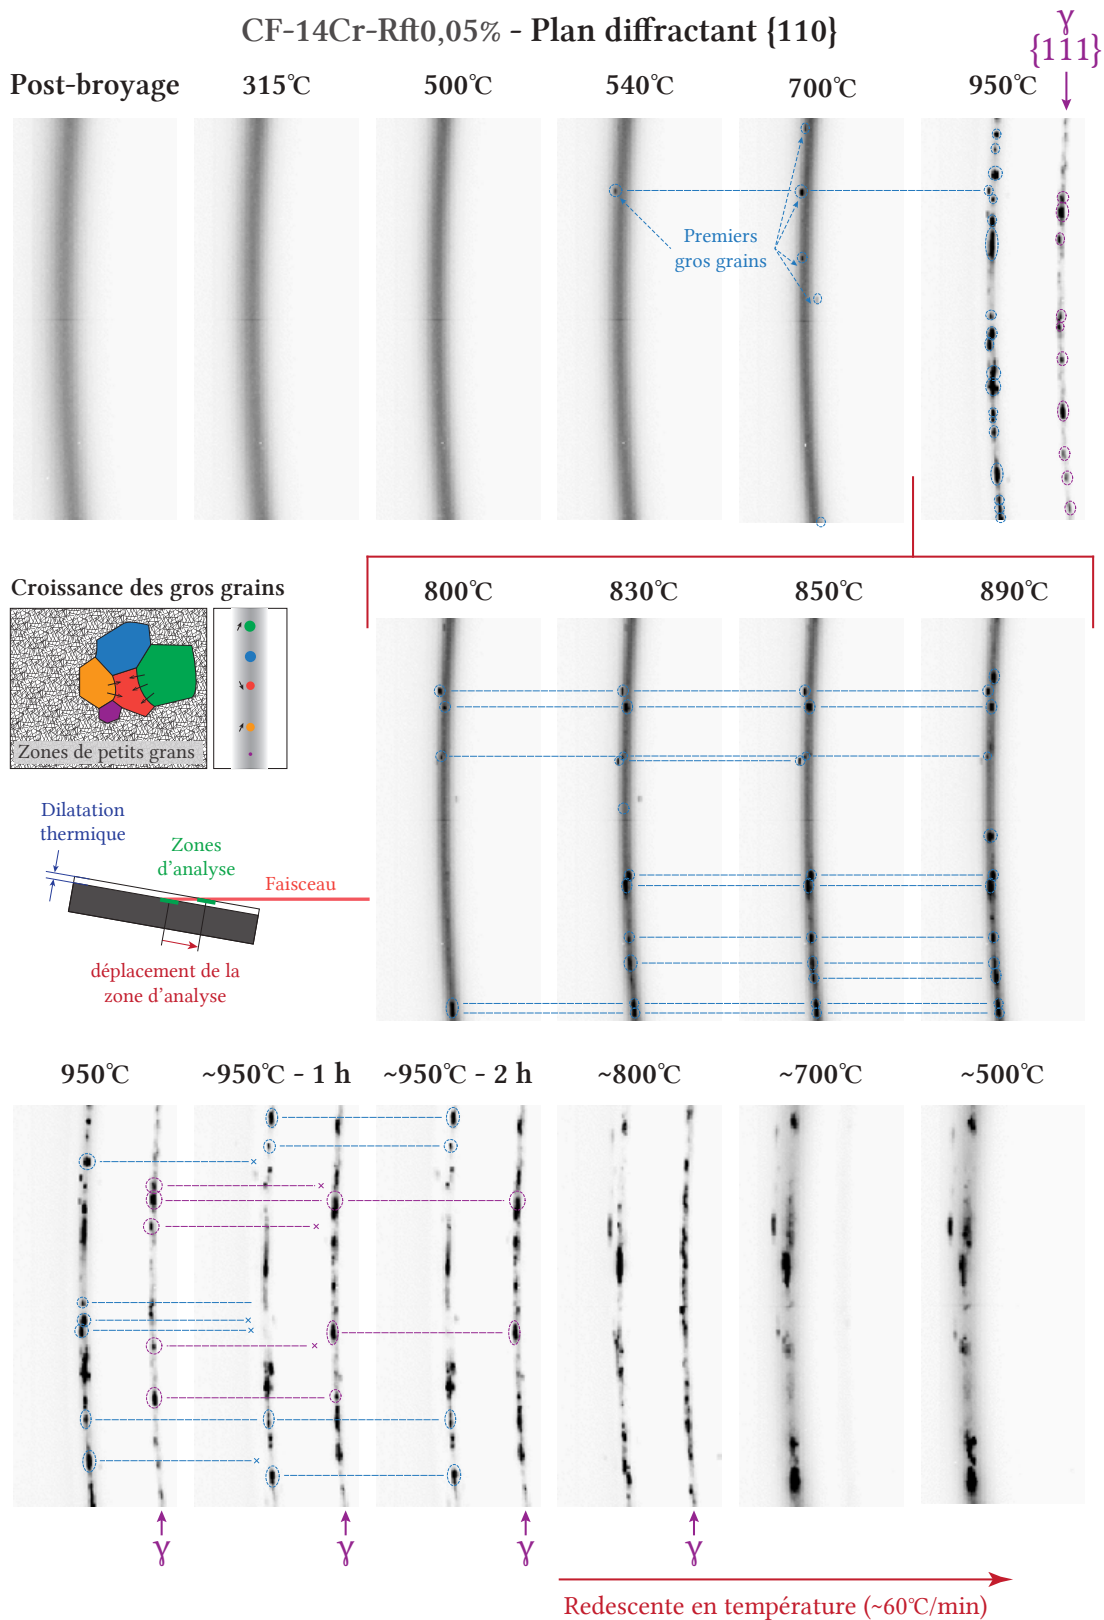 CF-14Cr-Rft0,05% - Plan diffractant {110}
γ
{111}
Post-broyage 315℃ 500℃ 540℃ 700℃ 950℃
Premiers
gros grains
Croissance des gros grains
Zones de petits grans
800℃ 830℃ 850℃ 890℃
Dilatation
thermique
Zones
d'analyse
Faisceau
déplacement de la
zone d'analyse
950℃ ~950℃ - 1 h ~950℃ - 2 h ~800℃ ~700℃ ~500℃
γ γ γ γ
Redescente en température (~60℃/min)